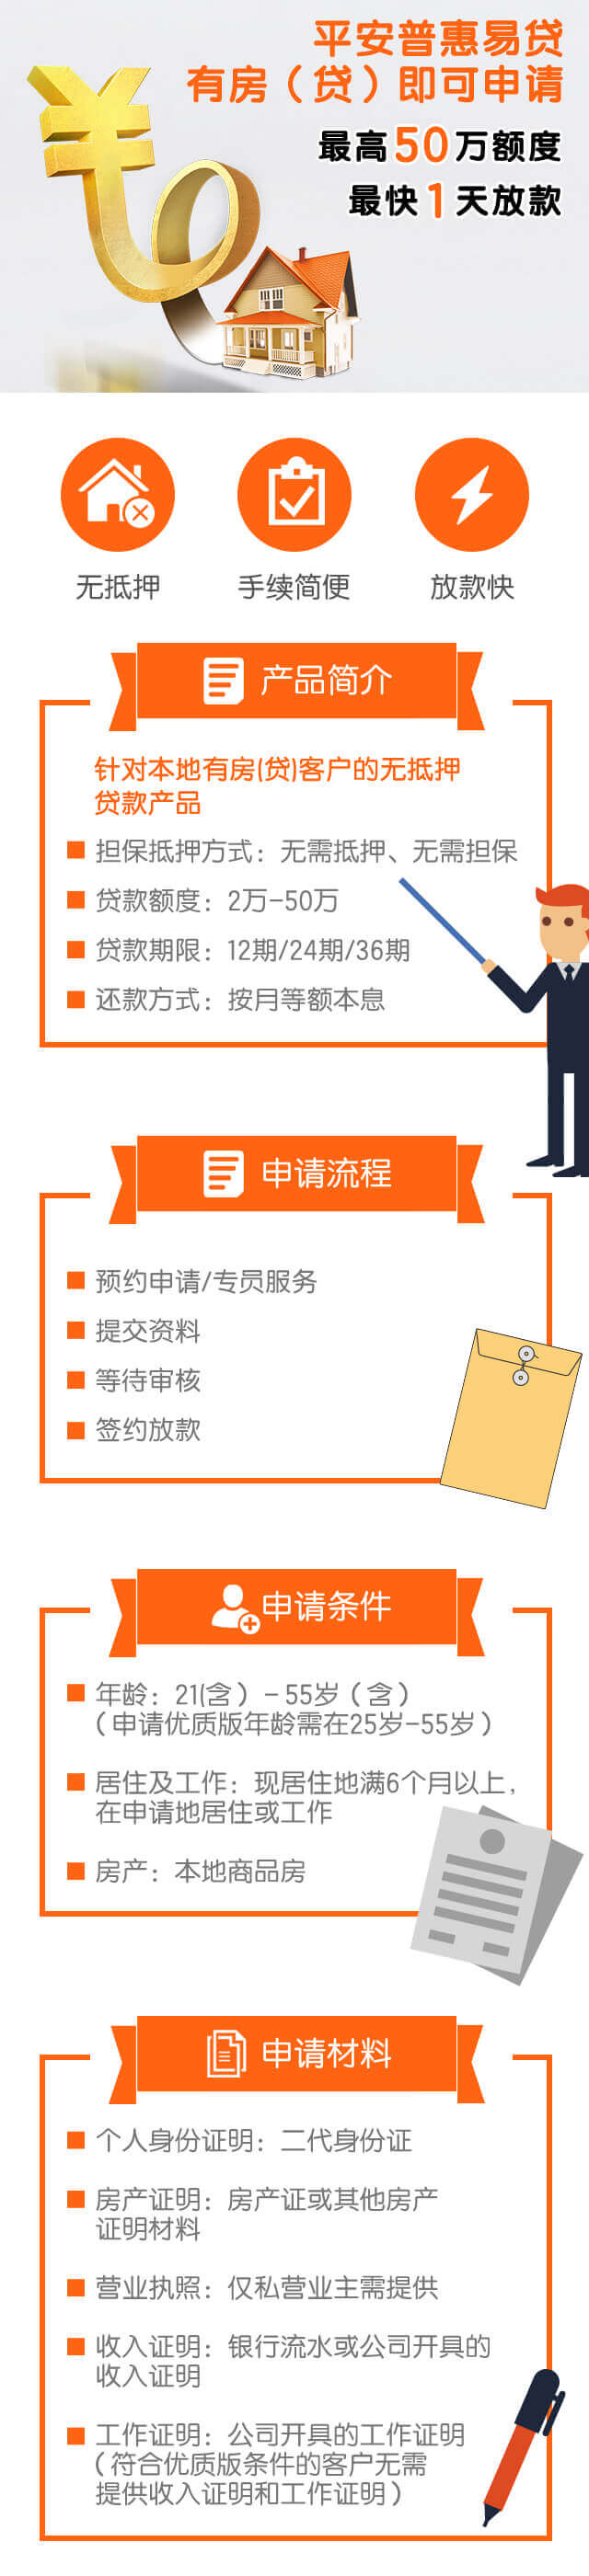 平安普惠易贷
有房（贷）即可申请
最高50万额度
最快1天放款
无抵押
手续简便
放款快
产品简介
针对本地有房(贷)客户的无抵押
贷款产品
担保抵押方式：无需抵押、无需担保
贷款额度：2万-50万
贷款期限：12期/24期/36期
还款方式：按月等额本息
申请流程
预约申请/专员服务
提交资料
等待审核
签约放款
申请条件
年龄：21(含）- 55岁（含）
（申请优质版年龄需在25岁-55岁）
居住及工作：现居住地满6个月以上，
在申请地居住或工作
房产：本地商品房
申请材料
个人身份证明：二代身份证
房产证明：房产证或其他房产
证明材料
营业执照：仅私营业主需提供
收入证明：银行流水或公司开具的
收入证明
工作证明：公司开具的工作证明
（符合优质版条件的客户无需
提供收入证明和工作证明）